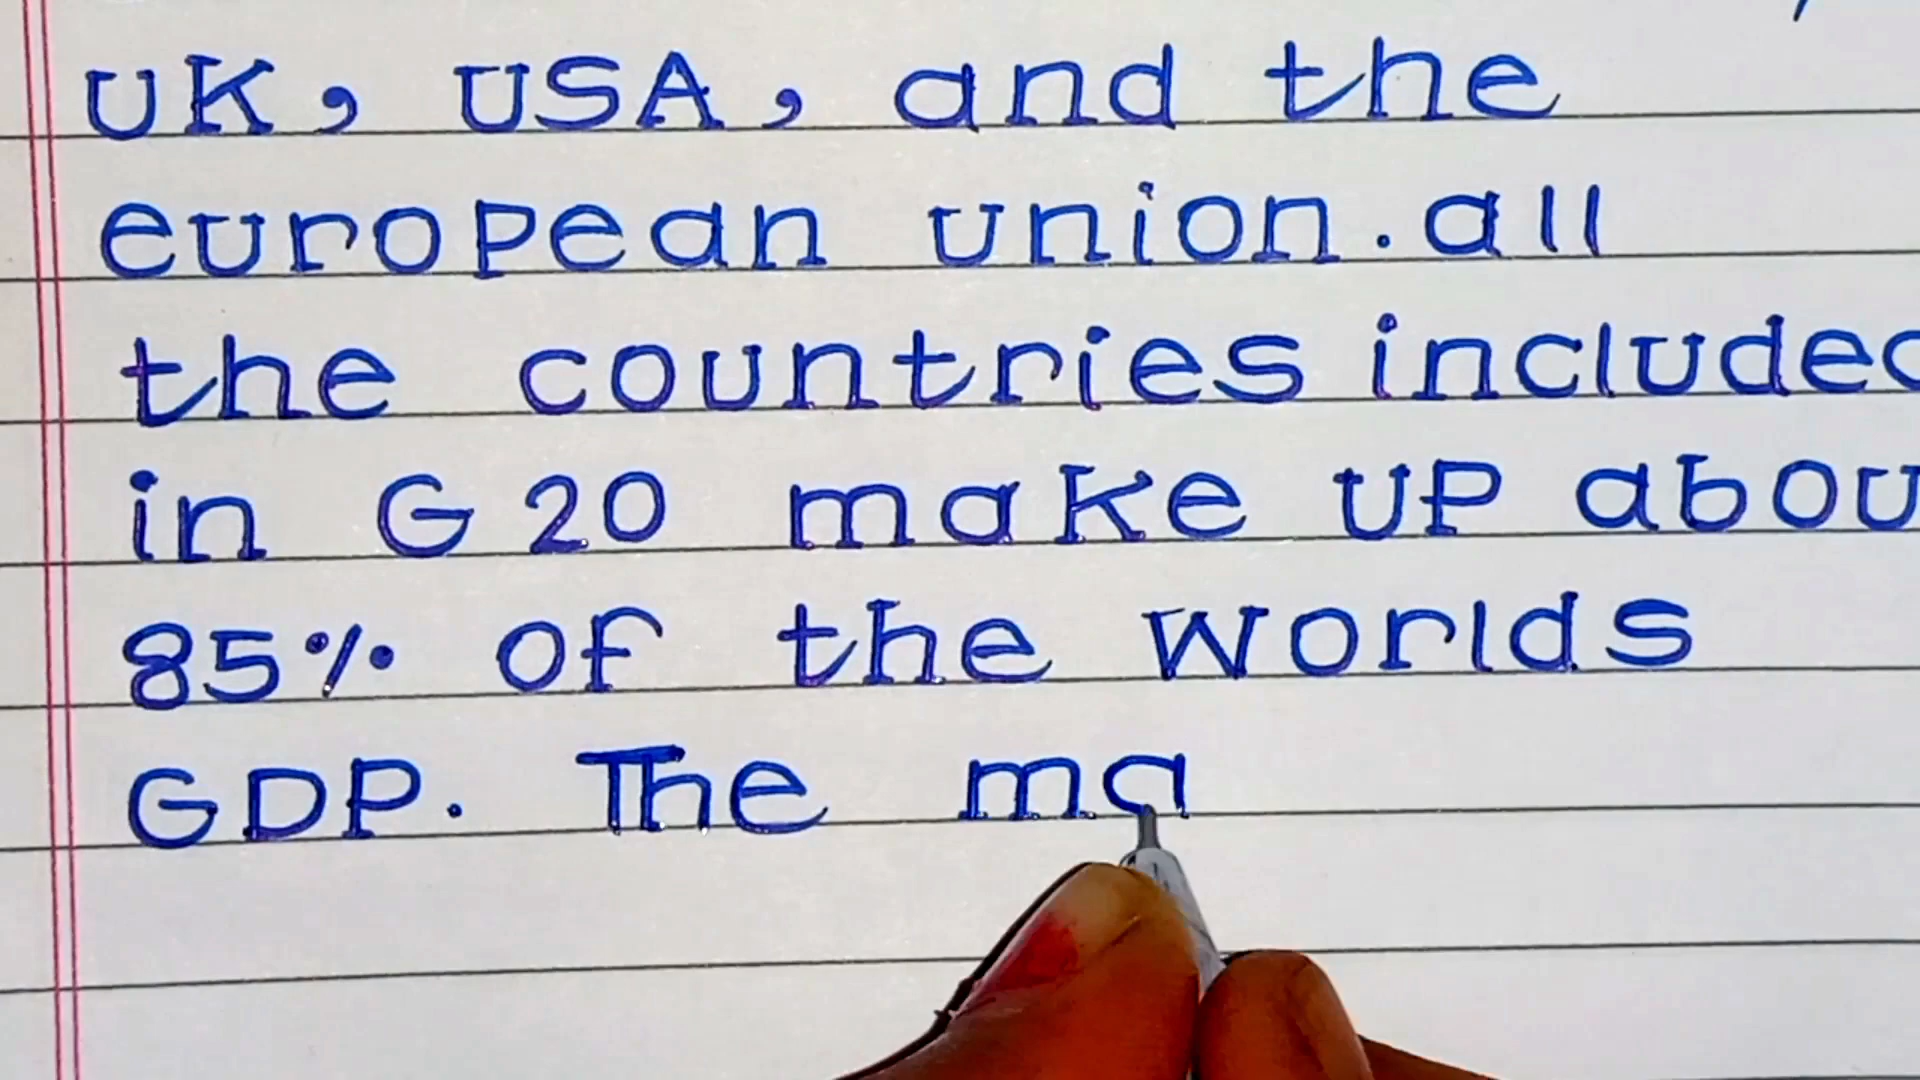 UK, USA, and the
european union. all
the countries included
in G20 make up abou
85% of the worlds
GDP. The ma